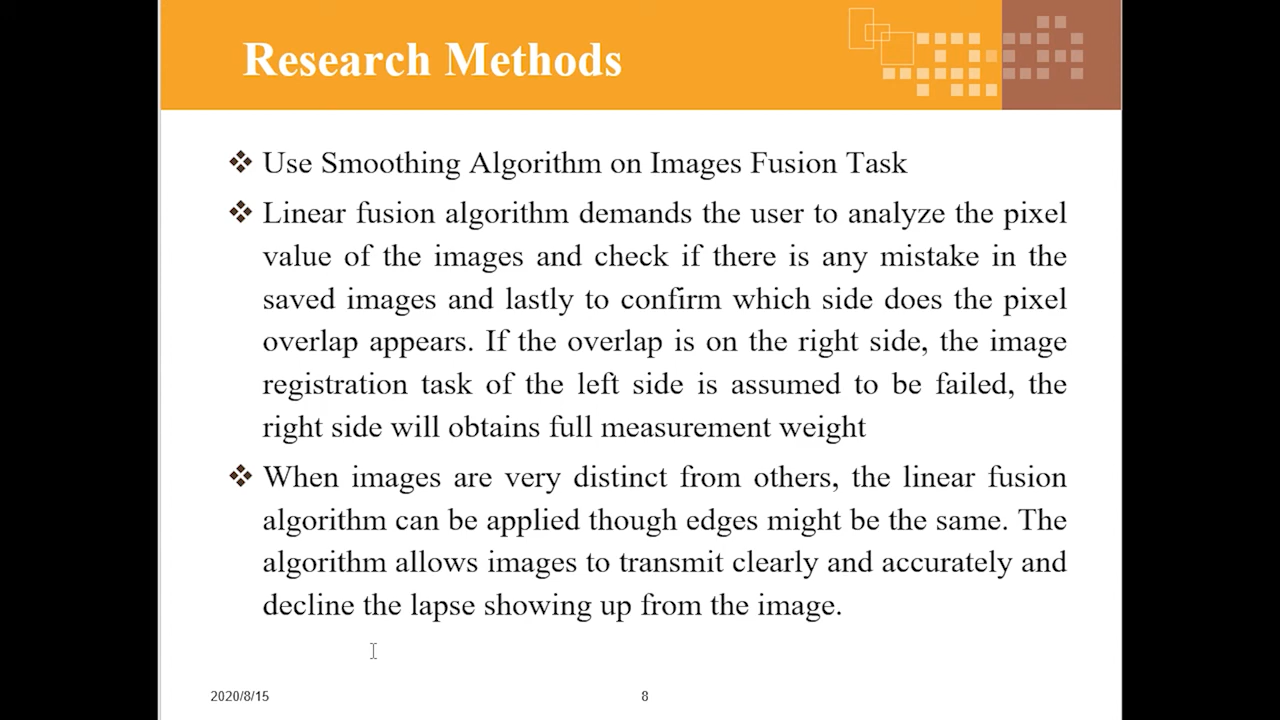 Research Methods
Use Smoothing Algorithm on Images Fusion Task
Linear fusion algorithm demands the user to analyze the pixel
value of the images and check if there is any mistake in the
saved images and lastly to confirm which side does the pixel
overlap appears. If the overlap is on the right side, the image
registration task of the left side is assumed to be failed, the
right side will obtains full measurement weight
When images are very distinct from others, the linear fusion
algorithm can be applied though edges might be the same. The
algorithm allows images to transmit clearly and accurately and
decline the lapse showing up from the image.
2020/8/15
8